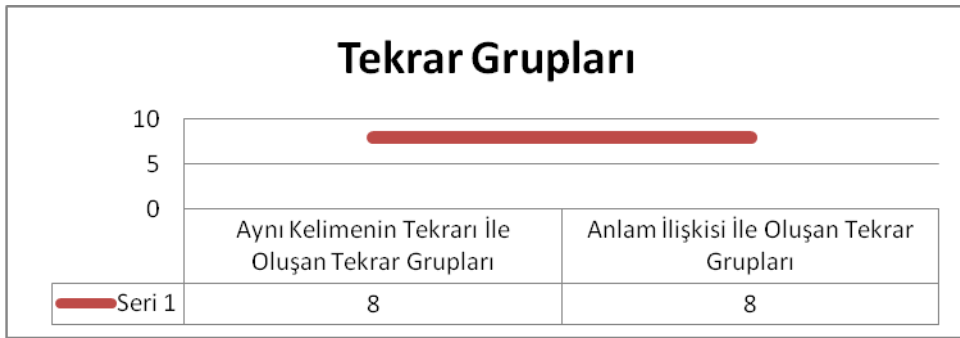 Tekrar Grupları
10
5
0
Aynı Kelimenin Tekrarı İle
Oluşan Tekrar Grupları
Anlam İlişkisi İle Oluşan Tekrar
Grupları
Seri 1
8
8